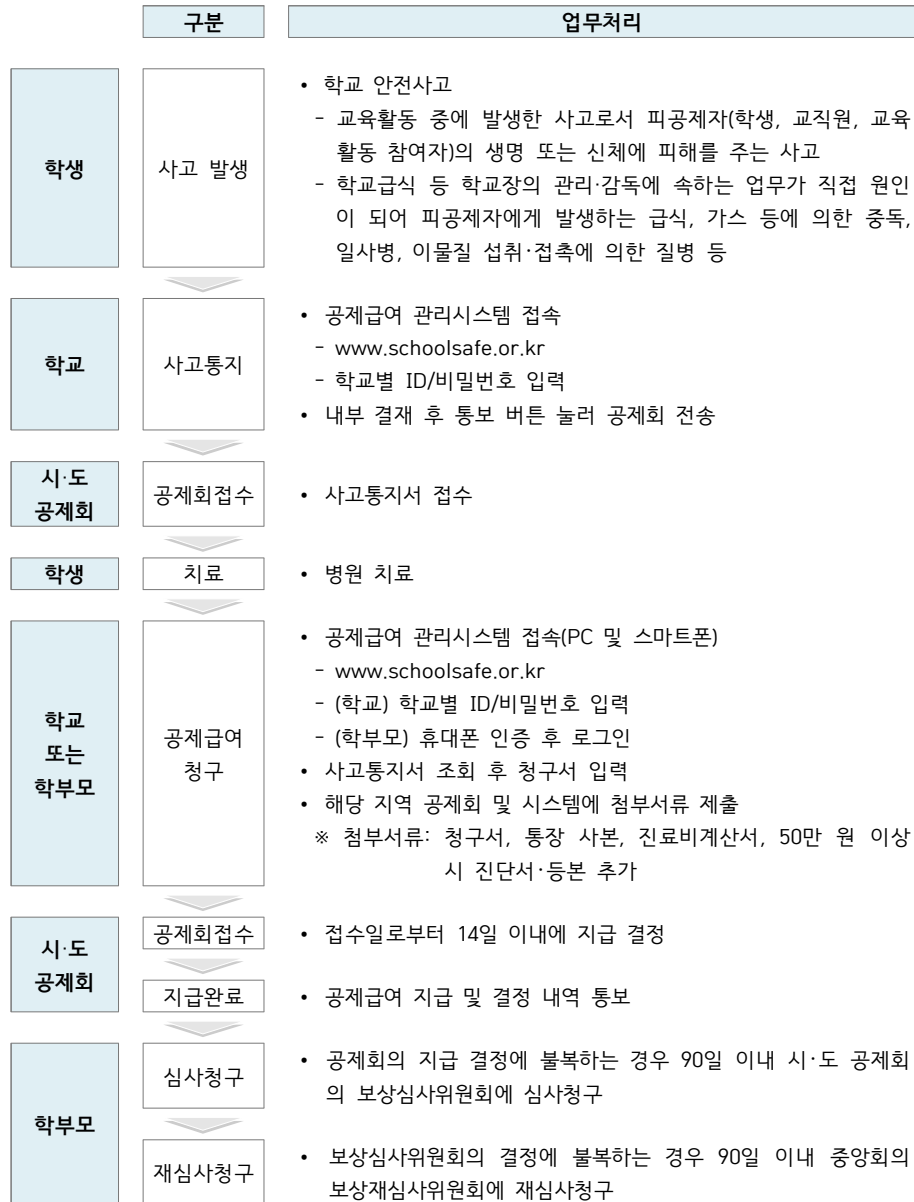 구분
업무처리
학생
사고 발생
• 학교 안전사고
- 교육활동 중에 발생한 사고로서 피공제자(학생, 교직원, 교육
활동 참여자)의 생명 또는 신체에 피해를 주는 사고
- 학교급식 등 학교장의 관리·감독에 속하는 업무가 직접 원인
이 되어 피공제자에게 발생하는 급식, 가스 등에 의한 중독,
일사병, 이물질 섭취·접촉에 의한 질병 등
학교
사고통지
• 공제급여 관리시스템 접속
- www.schoolsafe.or.kr
- 학교별 ID/비밀번호 입력
• 내부 결재 후 통보 버튼 눌러 공제회 전송
시·도
공제회
공제회접수
• 사고통지서 접수
학생
치료
• 병원 치료
학교
또는
학부모
공제급여
청구
• 공제급여 관리시스템 접속(PC 및 스마트폰)
- www.schoolsafe.or.kr
- (학교) 학교별 ID/비밀번호 입력
- (학부모) 휴대폰 인증 후 로그인
• 사고통지서 조회 후 청구서 입력
• 해당 지역 공제회 및 시스템에 첨부서류 제출
※ 첨부서류: 청구서, 통장 사본, 진료비계산서, 50만 원 이상
시 진단서·등본 추가
시·도
공제회
공제회접수
• 접수일로부터 14일 이내에 지급 결정
지급완료
• 공제급여 지급 및 결정 내역 통보
학부모
심사청구
• 공제회의 지급 결정에 불복하는 경우 90일 이내 시·도 공제회
의 보상심사위원회에 심사청구
재심사청구
• 보상심사위원회의 결정에 불복하는 경우 90일 이내 중앙회의
보상재심사위원회에 재심사청구